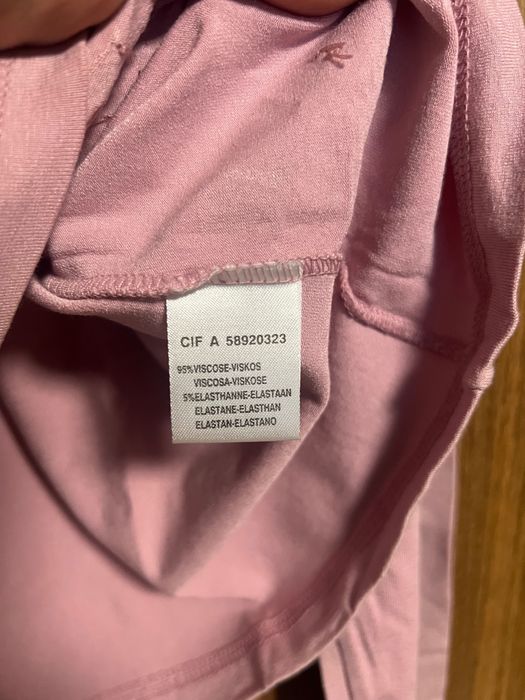 CIF A 58920323
95%VISCOSE-VISKOS
VISCOSA-VISKOSE
5%ELASTHANNE-ELASTAAN
ELASTANE-ELASTHAN
ELASTAN-ELASTANO